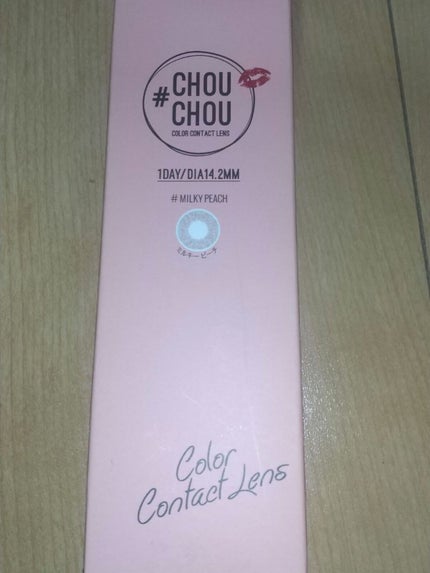 # CHOU
CHOU
COLOR CONTACT LENS
1DAY/DIA14.2MM
# MILKY PEACH
ミルキーピーチ
Color
Contact Lens